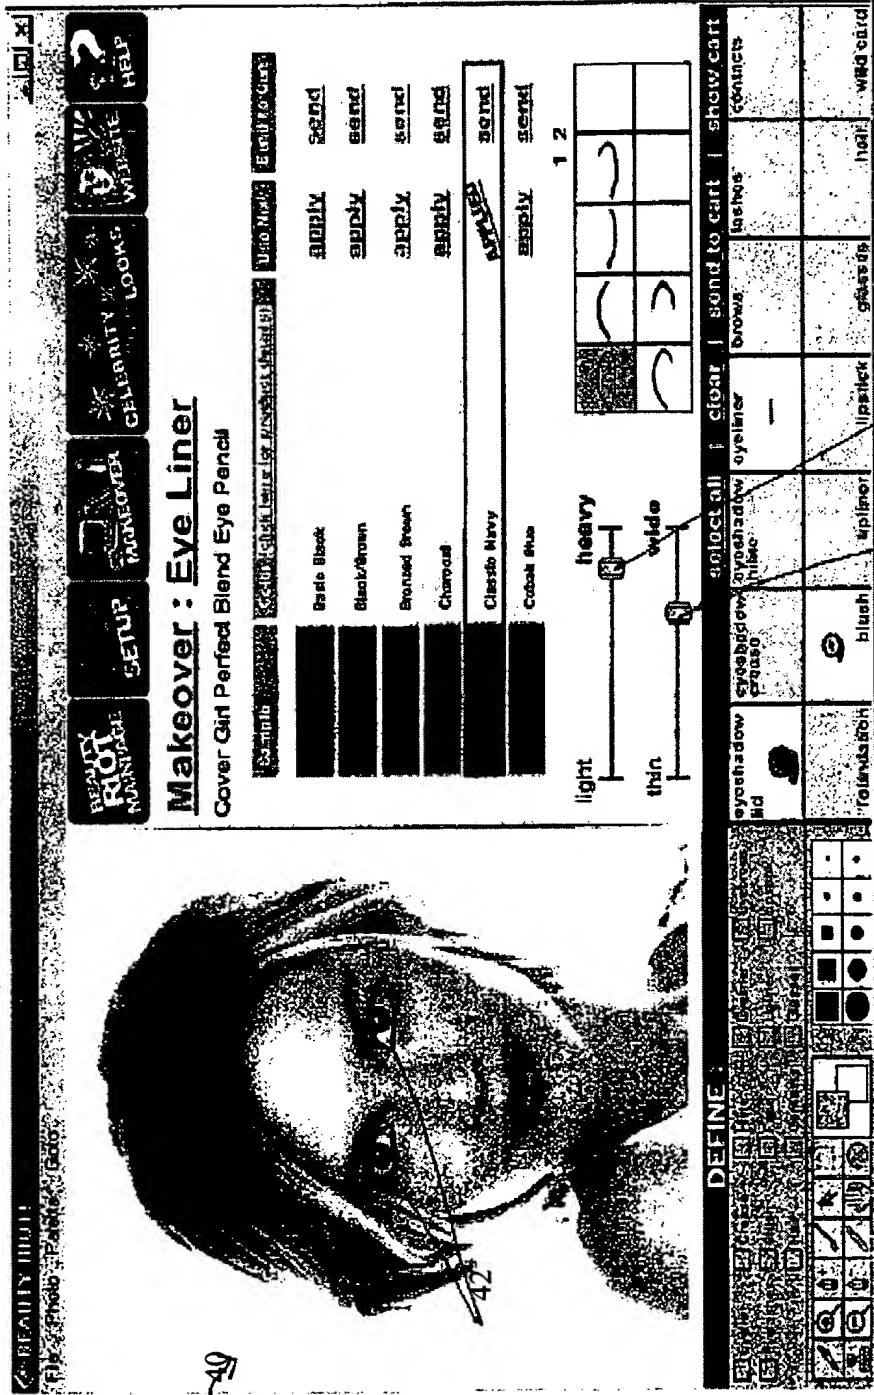 BEAUTY RIOT!
File Photo Palette Goto
BEAUTY RIOT MAINPAGE
SETUP
MAKEOVER
CELEBRITY LOOKS
WEBSITE
? HELP
Makeover : Eye Liner
Cover Girl Perfect Blend Eye Pencil
Basic Black apply send
Black/Brown apply send
Bronzed Brown apply send
Charcoal apply send
Classic Navy APPLIED send
Cobalt Blue apply send
1 2
light heavy
thin wide
42
49
DEFINE :
select all | clear | send to cart | show cart
eyeshadow lid
eyeshadow crease
eyeshadow hilite
eyeliner
brows
lashes
contacts
foundation
blush
lipliner
lipstick
glasses
hair
wild card